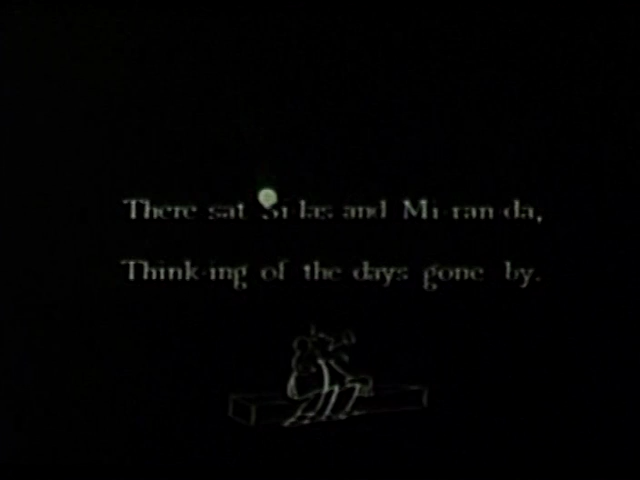 There sat Si-las and Mi-ran-da,
Think-ing of the days gone by.